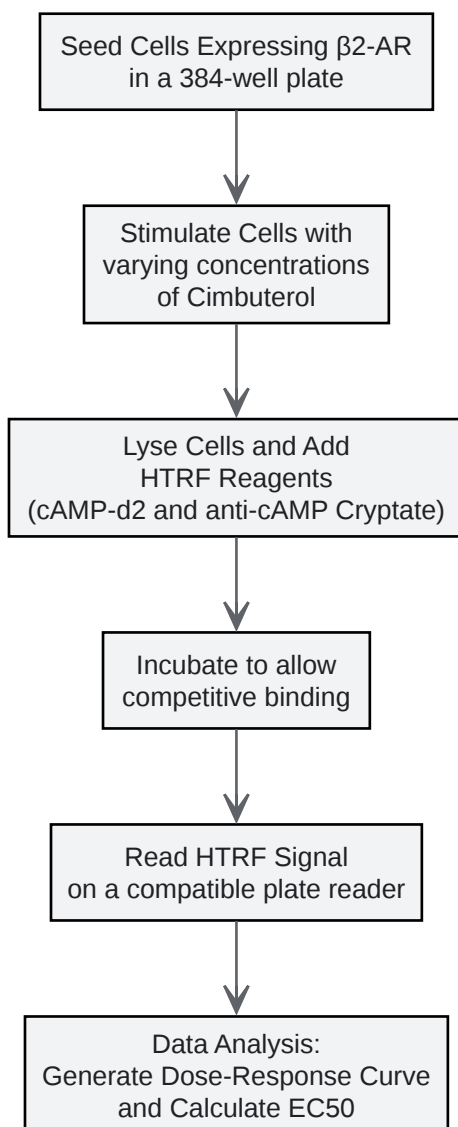 Seed Cells Expressing β2-AR
in a 384-well plate
Stimulate Cells with
varying concentrations
of Cimbuterol
Lyse Cells and Add
HTRF Reagents
(cAMP-d2 and anti-cAMP Cryptate)
Incubate to allow
competitive binding
Read HTRF Signal
on a compatible plate reader
Data Analysis:
Generate Dose-Response Curve
and Calculate EC50